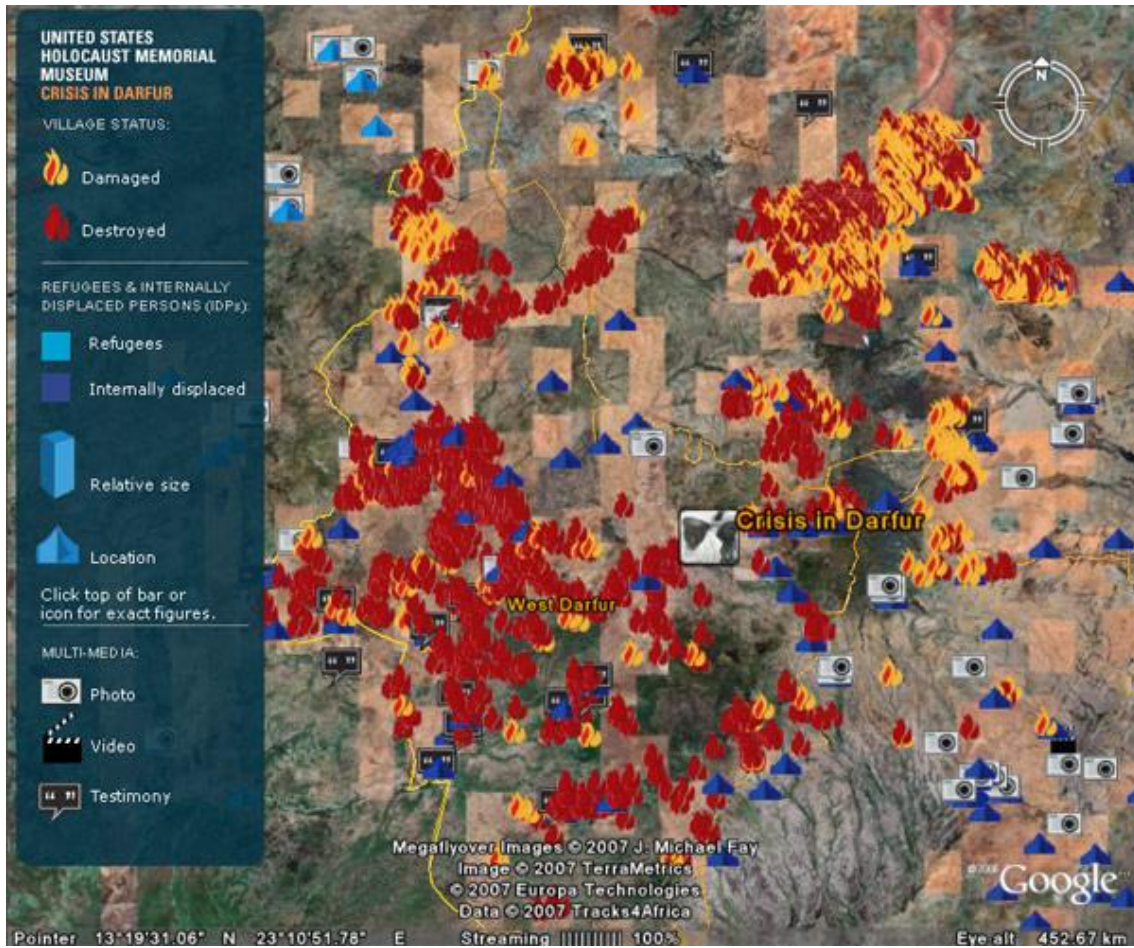 UNITED STATES
HOLOCAUST MEMORIAL
MUSEUM
CRISIS IN DARFUR
VILLAGE STATUS:
Damaged
Destroyed
REFUGEES & INTERNALLY
DISPLACED PERSONS (IDPs):
Refugees
Internally displaced
Relative size
Location
Click top of bar or
icon for exact figures.
MULTI-MEDIA:
Photo
Video
Testimony
N
Crisis in Darfur
West Darfur
Megaflyover Images © 2007 J. Michael Fay
Image © 2007 TerraMetrics
© 2007 Europa Technologies
Data © 2007 Tracks4Africa
Google
Pointer 13°19'31.06" N 23°10'51.78" E Streaming |||||||||| 100% Eye alt 452.67 km